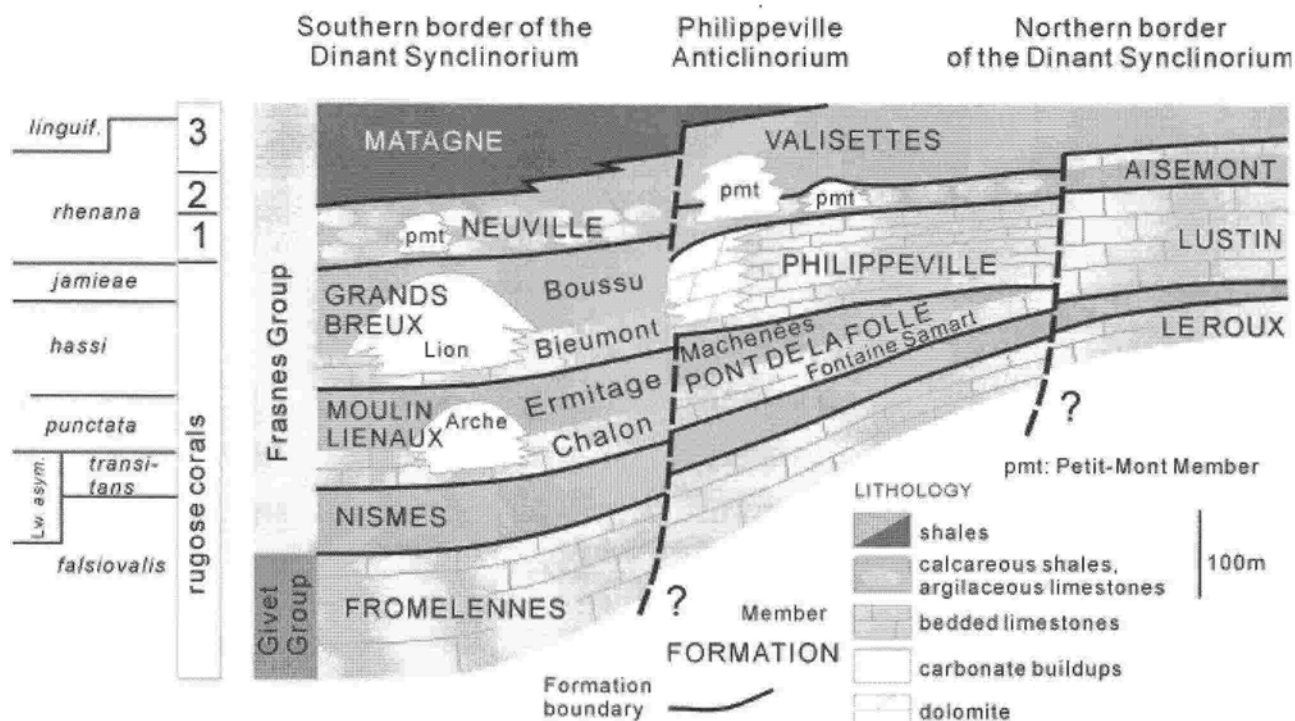 Southern border of the
Dinant Synclinorium
Philippeville
Anticlinorium
Northern border
of the Dinant Synclinorium
linguif.
rhenana
jamieae
hassi
punctata
Lw. asym.
transi-
tans
falsiovalis
3
2
1
rugose corals
Frasnes Group
Givet
Group
MATAGNE
pmt
NEUVILLE
GRANDS
BREUX
Boussu
Lion
Bieumont
MOULIN
LIENAUX
Arche
Ermitage
Chalon
NISMES
FROMELENNES
VALISETTES
pmt
pmt
PHILIPPEVILLE
Machenées
PONT DE LA FOLLE
Fontaine Samart
AISEMONT
LUSTIN
LE ROUX
?
?
pmt: Petit-Mont Member
LITHOLOGY
shales
calcareous shales,
argilaceous limestones
bedded limestones
carbonate buildups
dolomite
100m
Member
FORMATION
Formation
boundary